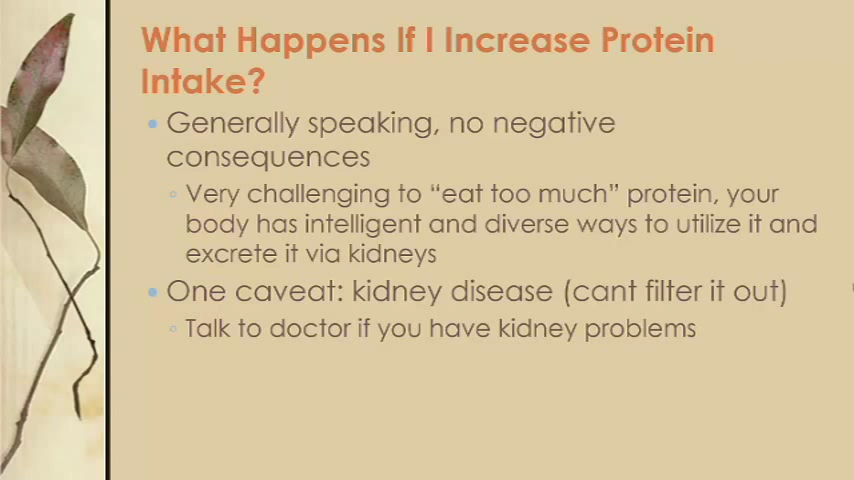 What Happens If I Increase Protein
Intake?
• Generally speaking, no negative
consequences
◦ Very challenging to “eat too much” protein, your
body has intelligent and diverse ways to utilize it and
excrete it via kidneys
• One caveat: kidney disease (cant filter it out)
◦ Talk to doctor if you have kidney problems